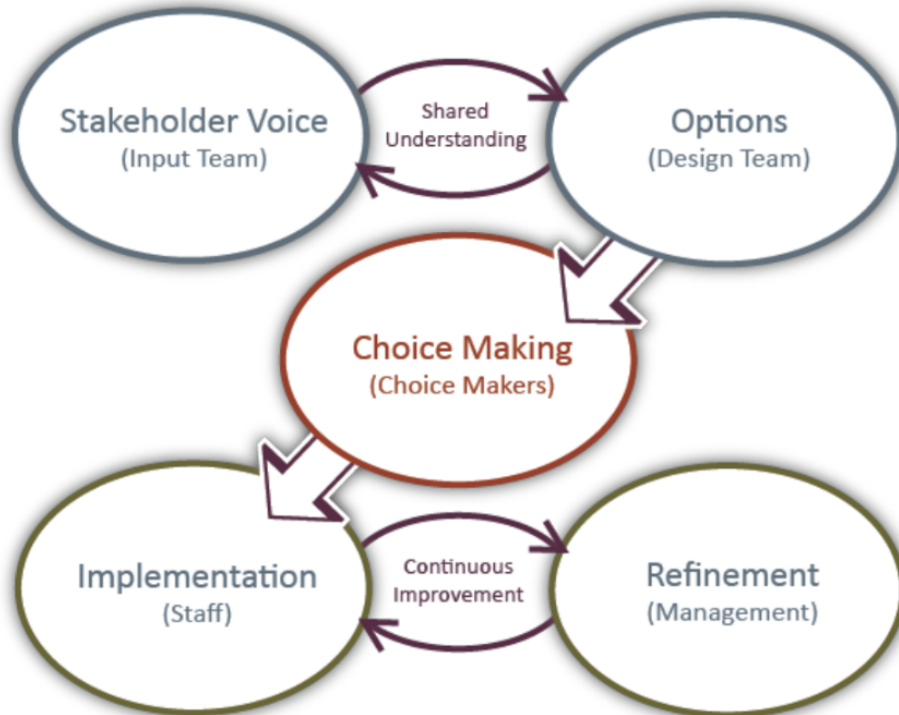 Stakeholder Voice
(Input Team)
Shared
Understanding
Options
(Design Team)
Choice Making
(Choice Makers)
Implementation
(Staff)
Continuous
Improvement
Refinement
(Management)